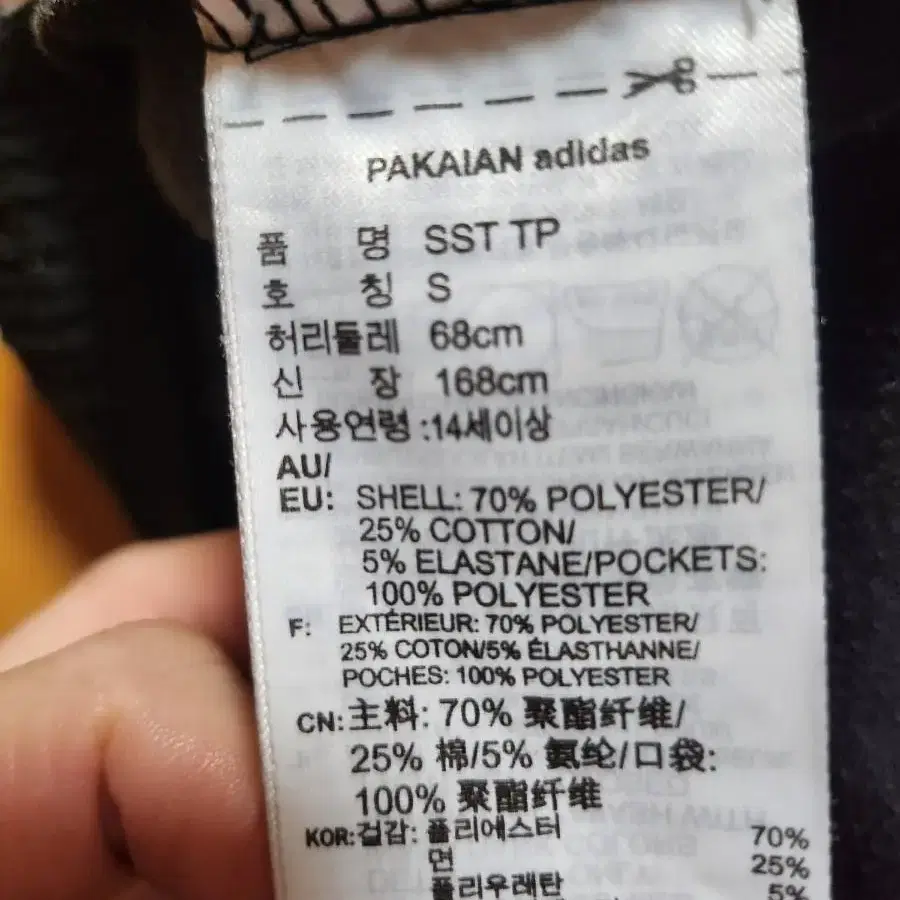 PAKAIAN adidas
품 명 SST TP
호 칭 S
허리둘레 68cm
신 장 168cm
사용연령 :14세이상
AU/
EU: SHELL: 70% POLYESTER/
25% COTTON/
5% ELASTANE/POCKETS:
100% POLYESTER
F: EXTÉRIEUR: 70% POLYESTER/
25% COTON/5% ÉLASTHANNE/
POCHES: 100% POLYESTER
CN: 主料: 70% 聚酯纤维/
25% 棉/5% 氨纶/口袋:
100% 聚酯纤维
KOR: 겉감: 폴리에스터 70%
면 25%
폴리우레탄 5%